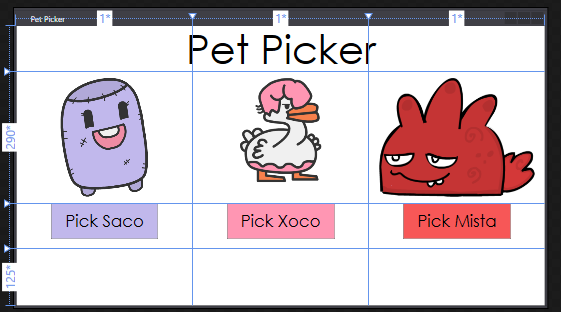 Pet Picker
1* 1* 1*
Pet Picker
290*
Pick Saco Pick Xoco Pick Mista
125*